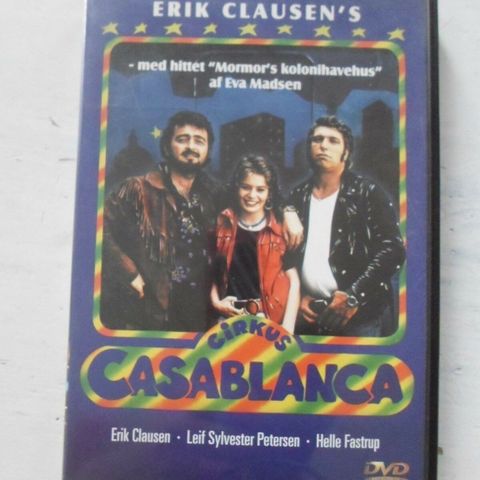 ERIK CLAUSEN'S
- med hittet "Mormor's kolonihavehus"
af Eva Madsen
CIRKUS
CASABLANCA
Erik Clausen · Leif Sylvester Petersen · Helle Fastrup
DVD